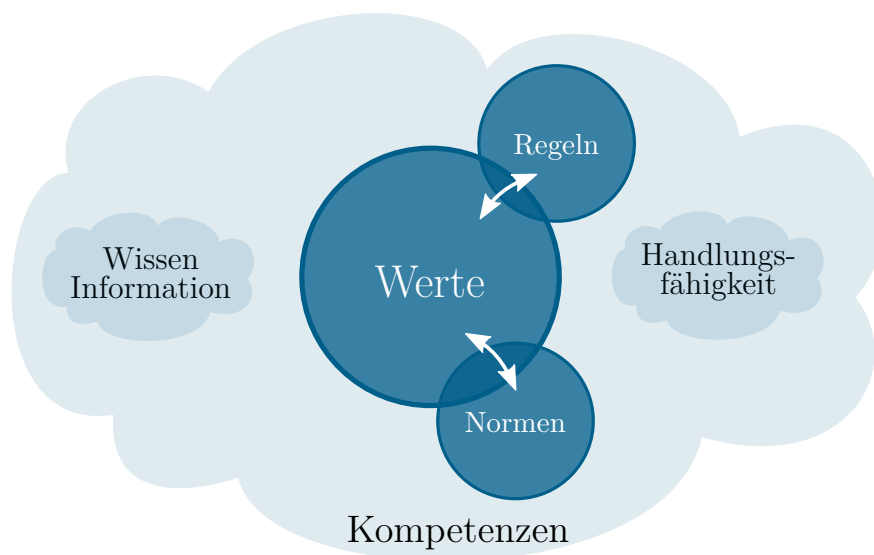 Regeln
Wissen
Information
Werte
Handlungs-
fähigkeit
Normen
Kompetenzen